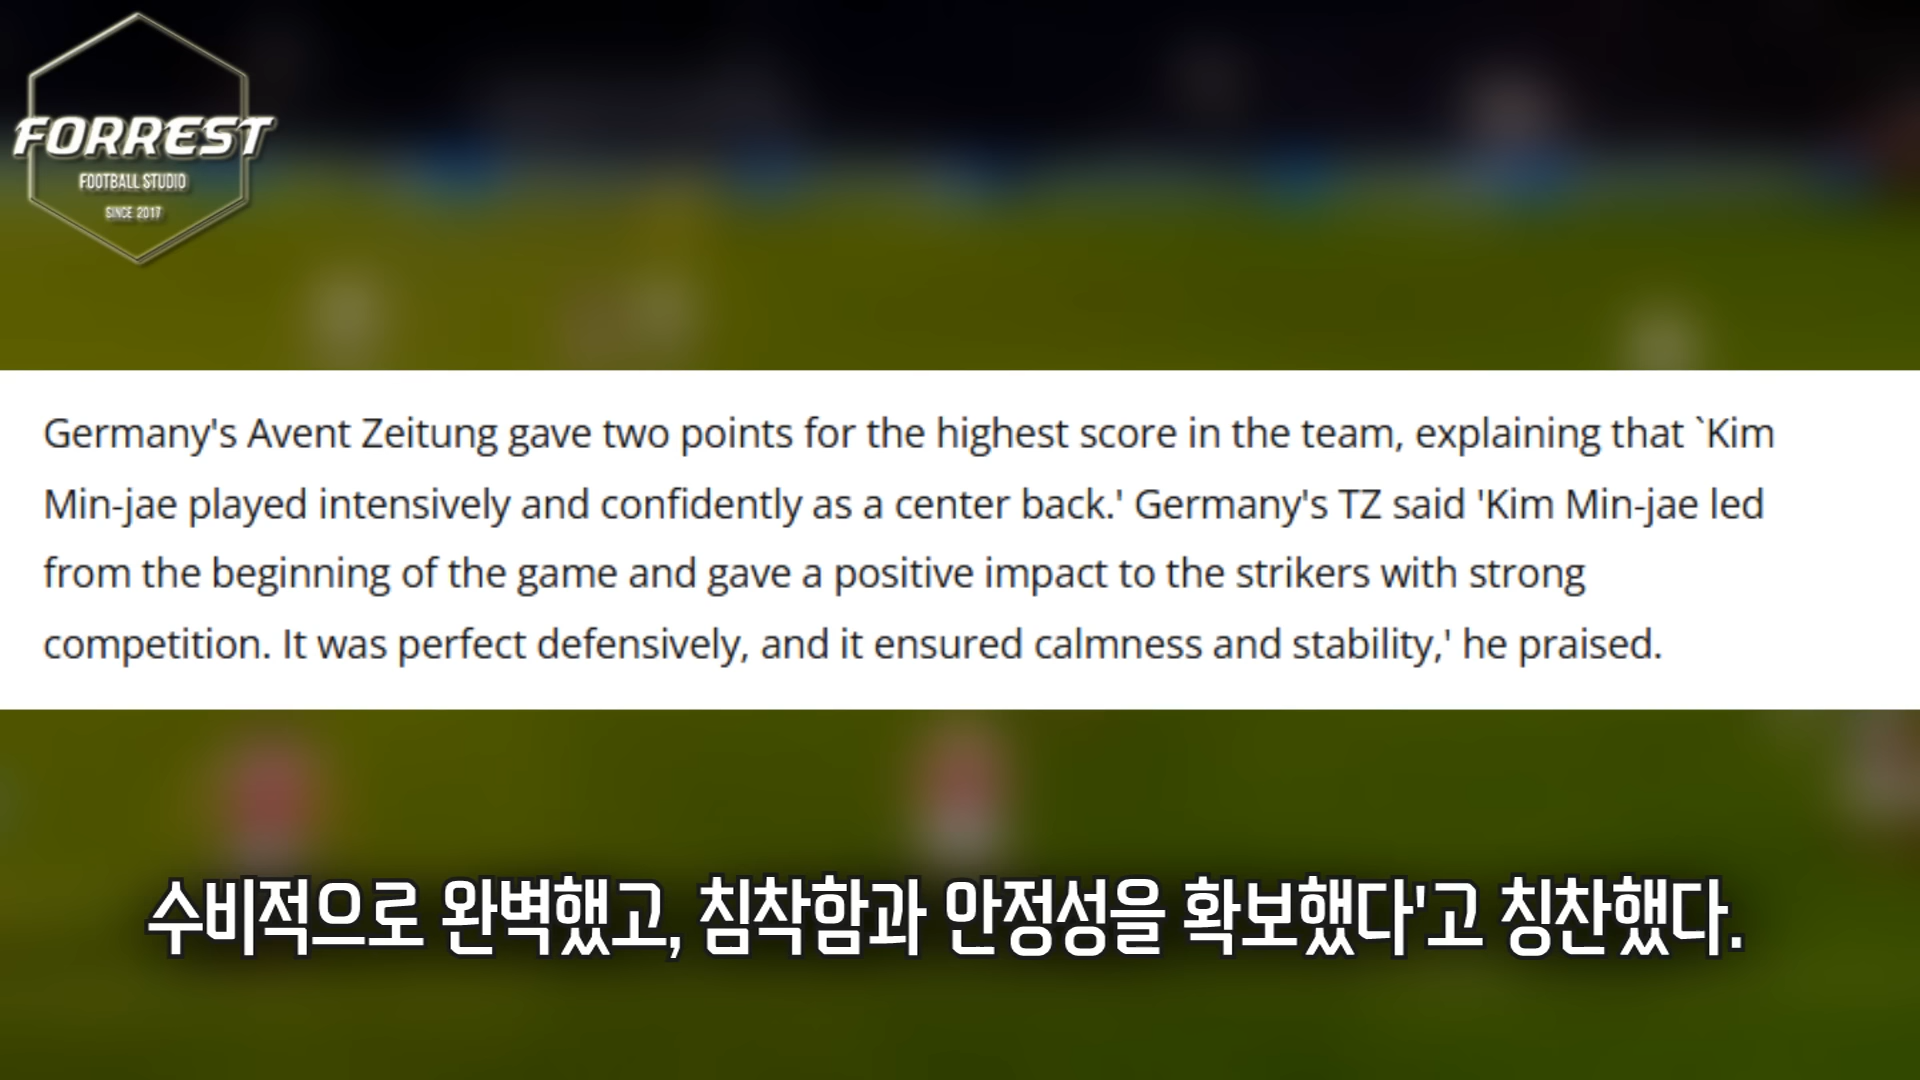 FORREST
FOOTBALL STUDIO
SINCE 2017
Germany's Avent Zeitung gave two points for the highest score in the team, explaining that `Kim
Min-jae played intensively and confidently as a center back.' Germany's TZ said 'Kim Min-jae led
from the beginning of the game and gave a positive impact to the strikers with strong
competition. It was perfect defensively, and it ensured calmness and stability,' he praised.
수비적으로 완벽했고, 침착함과 안정성을 확보했다'고 칭찬했다.